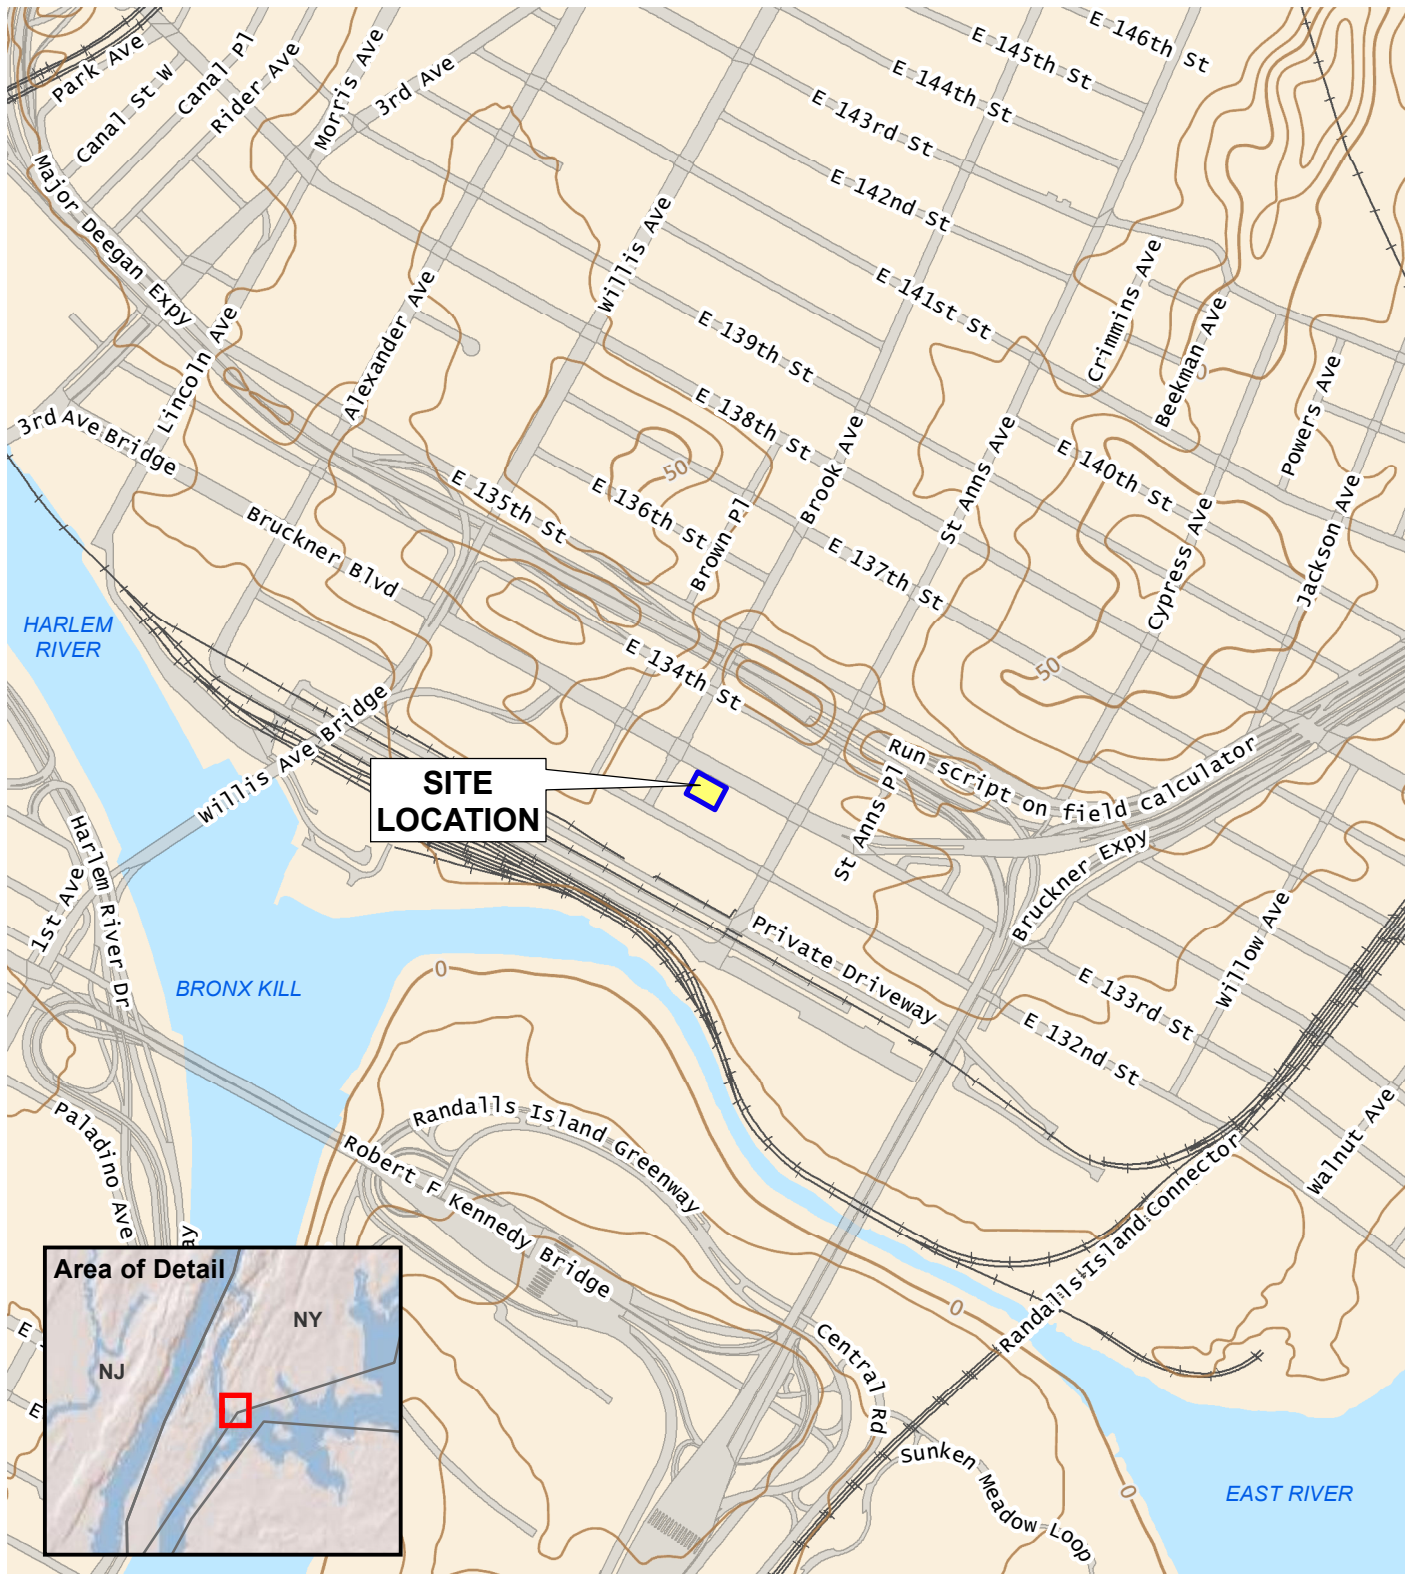 Park Ave
Canal St W
Canal Pl
Rider Ave
Morris Ave
3rd Ave
E 146th St
E 145th St
E 144th St
E 143rd St
E 142nd St
E 141st St
Major Deegan Expy
Willis Ave
Lincoln Ave
Alexander Ave
E 139th St
E 138th St
Crimmins Ave
Beekman Ave
Powers Ave
0
3rd Ave Bridge
E 140th St
Brook Ave
St Anns Ave
Cypress Ave
Jackson Ave
50
E 135th St
E 136th St
Brown Pl
E 137th St
Bruckner Blvd
HARLEM
RIVER
E 134th St
50
Willis Ave Bridge
SITE
LOCATION
Run script on field calculator
St Anns Pl
Bruckner Expy
Harlem River Dr
1st Ave
Private Driveway
Willow Ave
E 133rd St
E 132nd St
0
BRONX KILL
Randalls Island Greenway
Robert F Kennedy Bridge
Paladino Ave
ay
Walnut Ave
Randalls Island Connector
0
Central Rd
Area of Detail
NY
NJ
E
E
Sunken Meadow Loop
0
EAST RIVER